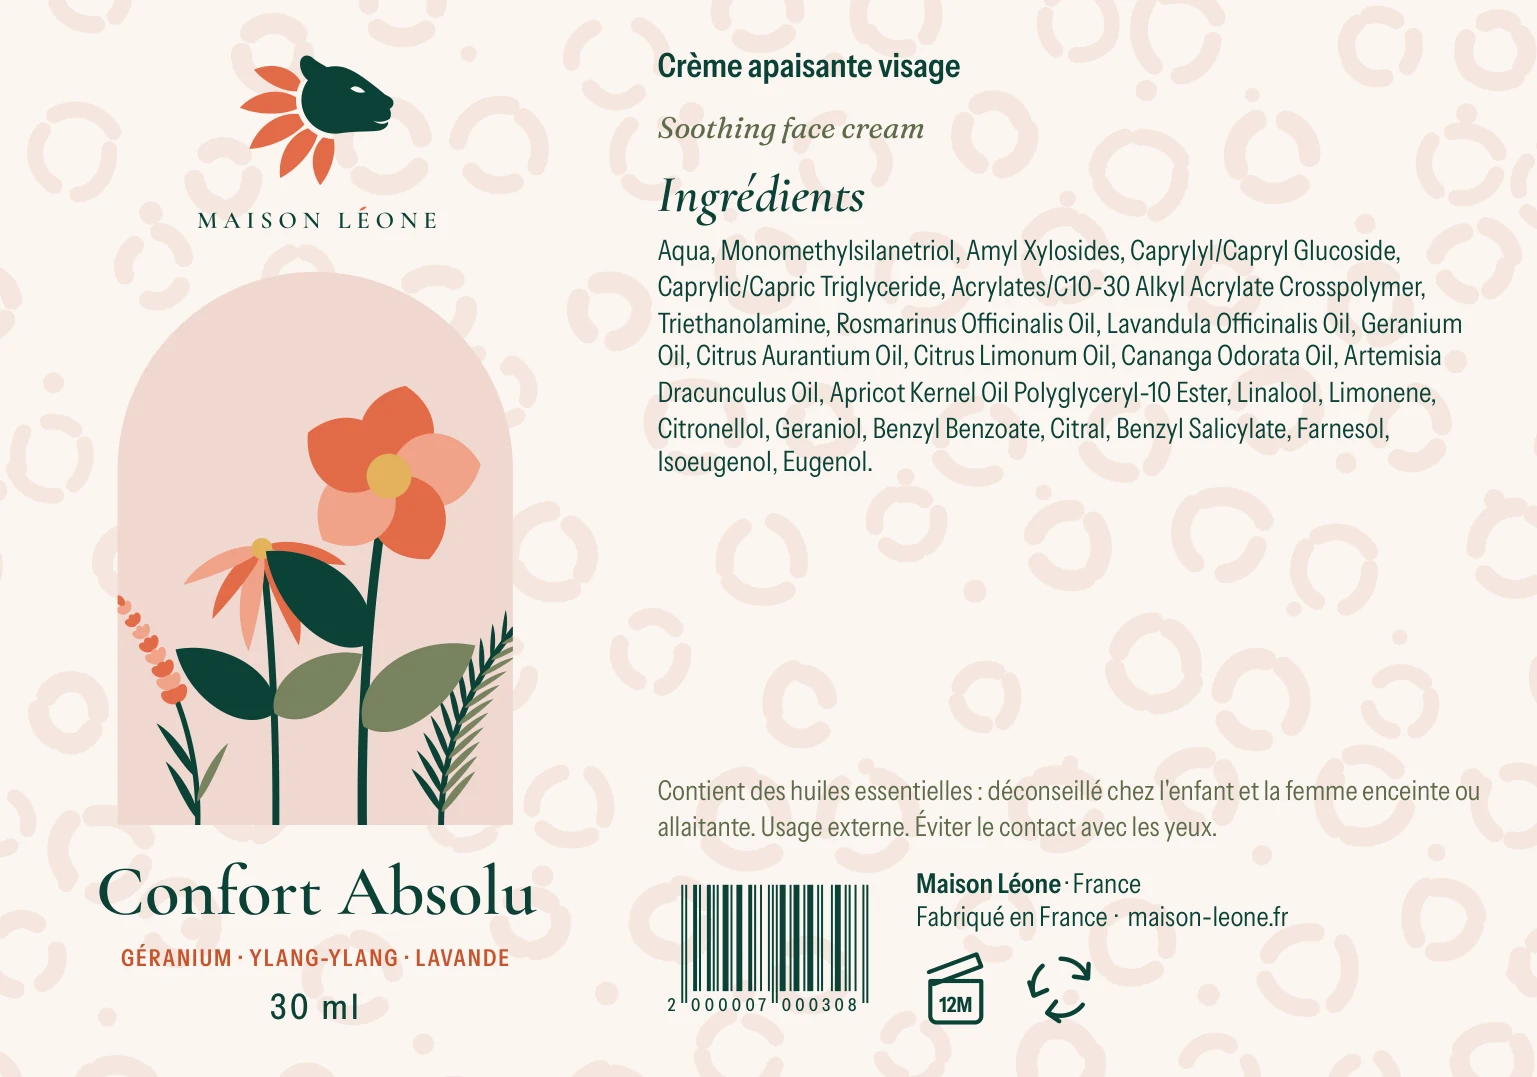 MAISON LÉONE
Confort Absolu
GÉRANIUM · YLANG-YLANG · LAVANDE
30 ml
Crème apaisante visage
Soothing face cream
Ingrédients
Aqua, Monomethylsilanetriol, Amyl Xylosides, Caprylyl/Capryl Glucoside,
Caprylic/Capric Triglyceride, Acrylates/C10-30 Alkyl Acrylate Crosspolymer,
Triethanolamine, Rosmarinus Officinalis Oil, Lavandula Officinalis Oil, Geranium
Oil, Citrus Aurantium Oil, Citrus Limonum Oil, Cananga Odorata Oil, Artemisia
Dracunculus Oil, Apricot Kernel Oil Polyglyceryl-10 Ester, Linalool, Limonene,
Citronellol, Geraniol, Benzyl Benzoate, Citral, Benzyl Salicylate, Farnesol,
Isoeugenol, Eugenol.
Contient des huiles essentielles : déconseillé chez l'enfant et la femme enceinte ou
allaitante. Usage externe. Éviter le contact avec les yeux.
2 000007 000308
Maison Léone · France
Fabriqué en France · maison-leone.fr
12M